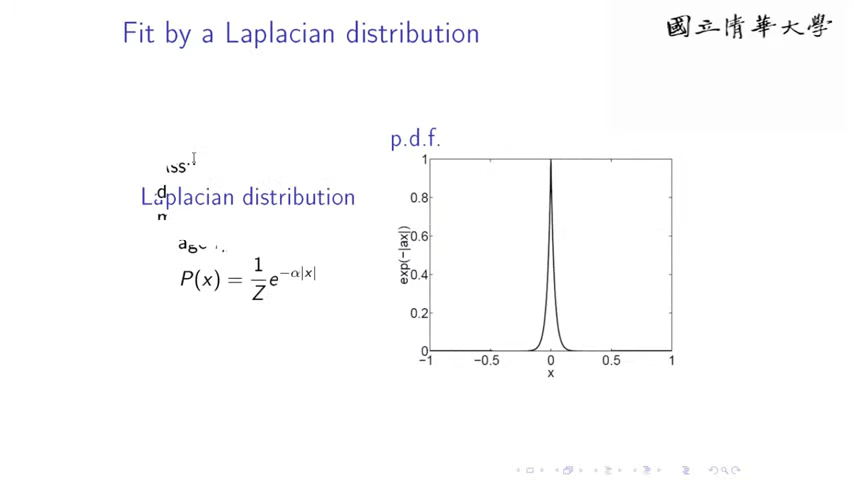 Fit by a Laplacian distribution
國立清華大學
p.d.f.
Laplacian distribution
P(x) = 1/Z e^{−α|x|}
exp(−|ax|)
1
0.8
0.6
0.4
0.2
0
−1 −0.5 0 0.5 1
x